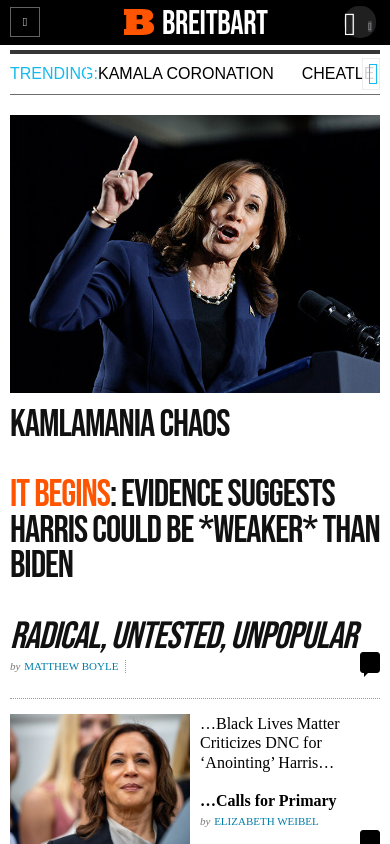 BREITBART
TRENDING: KAMALA CORONATION CHEATLE
KAMLAMANIA CHAOS
IT BEGINS: EVIDENCE SUGGESTS
HARRIS COULD BE *WEAKER* THAN
BIDEN
RADICAL, UNTESTED, UNPOPULAR
by MATTHEW BOYLE
…Black Lives Matter
Criticizes DNC for
‘Anointing’ Harris…
…Calls for Primary
by ELIZABETH WEIBEL